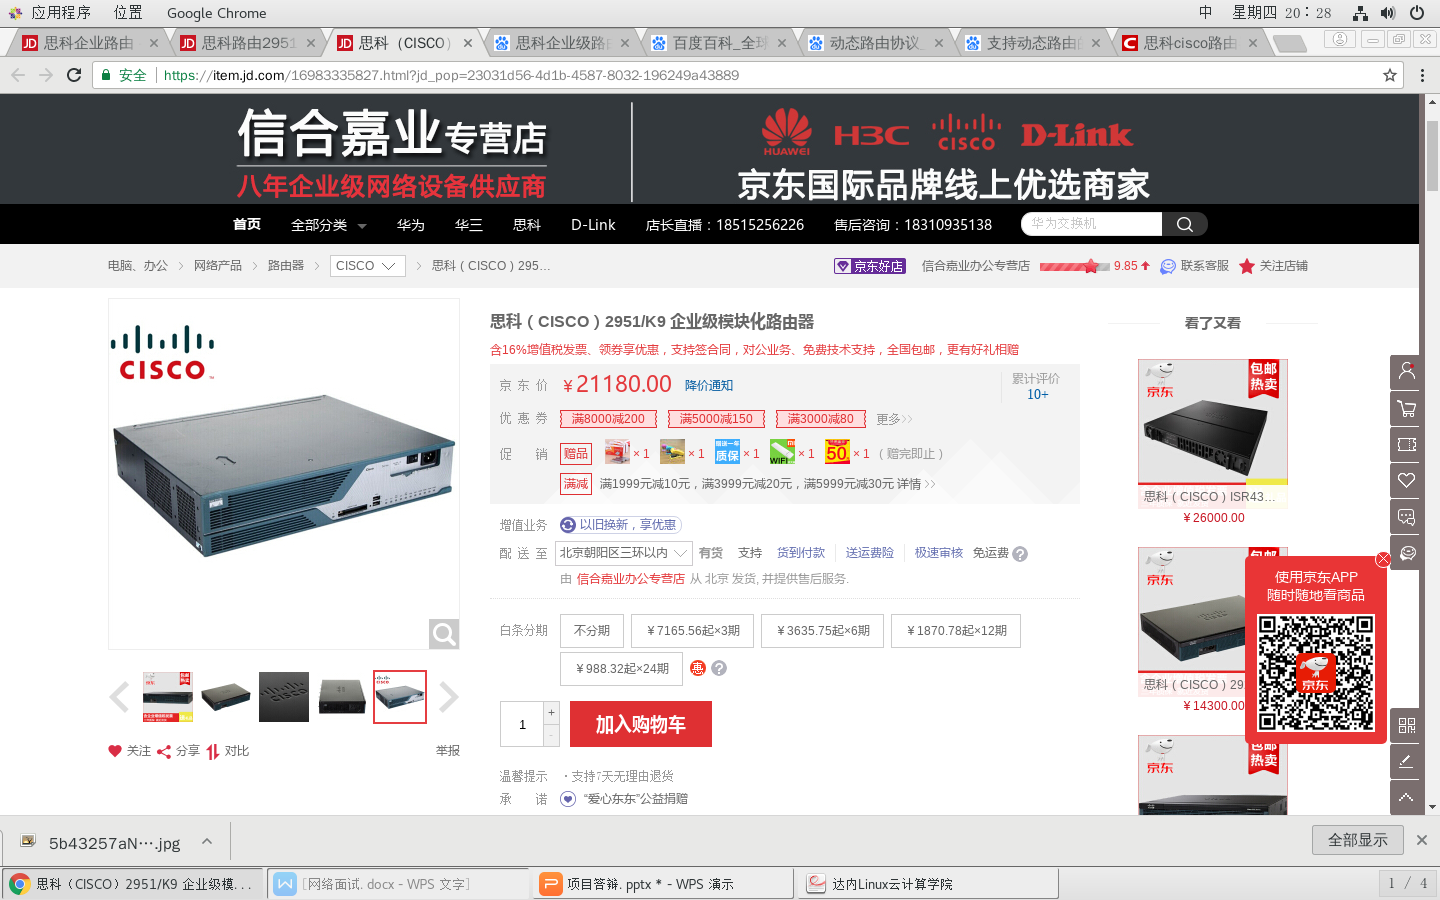 应用程序 位置 Google Chrome 中 星期四 20：28
思科企业路由 思科路由2951 思科（CISCO） 思科企业级路由 百度百科_全球 动态路由协议_ 支持动态路由的 思科cisco路由
安全 https://item.jd.com/16983335827.html?jd_pop=23031d56-4d1b-4587-8032-196249a43889
信合嘉业专营店
八年企业级网络设备供应商
HUAWEI H3C CISCO D-Link
京东国际品牌线上优选商家
首页 全部分类 华为 华三 思科 D-Link 店长直播：18515256226 售后咨询：18310935138 华为交换机
电脑、办公 网络产品 路由器 CISCO 思科（CISCO）295... 京东好店 信合嘉业办公专营店 9.85 联系客服 关注店铺
CISCO
思科（CISCO）2951/K9 企业级模块化路由器
含16%增值税发票、领券享优惠，支持签合同，对公业务、免费技术支持，全国包邮，更有好礼相赠
京东价 ￥21180.00 降价通知 累计评价
10+
优惠券 满8000减200 满5000减150 满3000减80 更多>>
促销 赠品 ×1 ×1 质保 ×1 WIFI ×1 50 ×1 （赠完即止）
满减 满1999元减10元，满3999元减20元，满5999元减30元 详情>>
增值业务 以旧换新，享优惠
配送至 北京朝阳区三环以内 有货 支持 货到付款 送运费险 极速审核 免运费 ?
由 信合嘉业办公专营店 从 北京 发货, 并提供售后服务.
白条分期 不分期 ￥7165.56起×3期 ￥3635.75起×6期 ￥1870.78起×12期
￥988.32起×24期 惠 ?
1 + - 加入购物车
关注 分享 对比 举报
温馨提示 ·支持7天无理由退货
承诺 “爱心东东”公益捐赠
看了又看
京东 包邮热卖
思科（CISCO）ISR43...
￥26000.00
京东 包邮
思科（CISCO）29
￥14300.00
京东 包邮热卖
使用京东APP
随时随地看商品
京东
5b43257aN….jpg 全部显示
思科（CISCO）2951/K9 企业级模... [网络面试. docx - WPS 文字] 项目答辩. pptx * - WPS 演示 达内Linux云计算学院 1 / 4